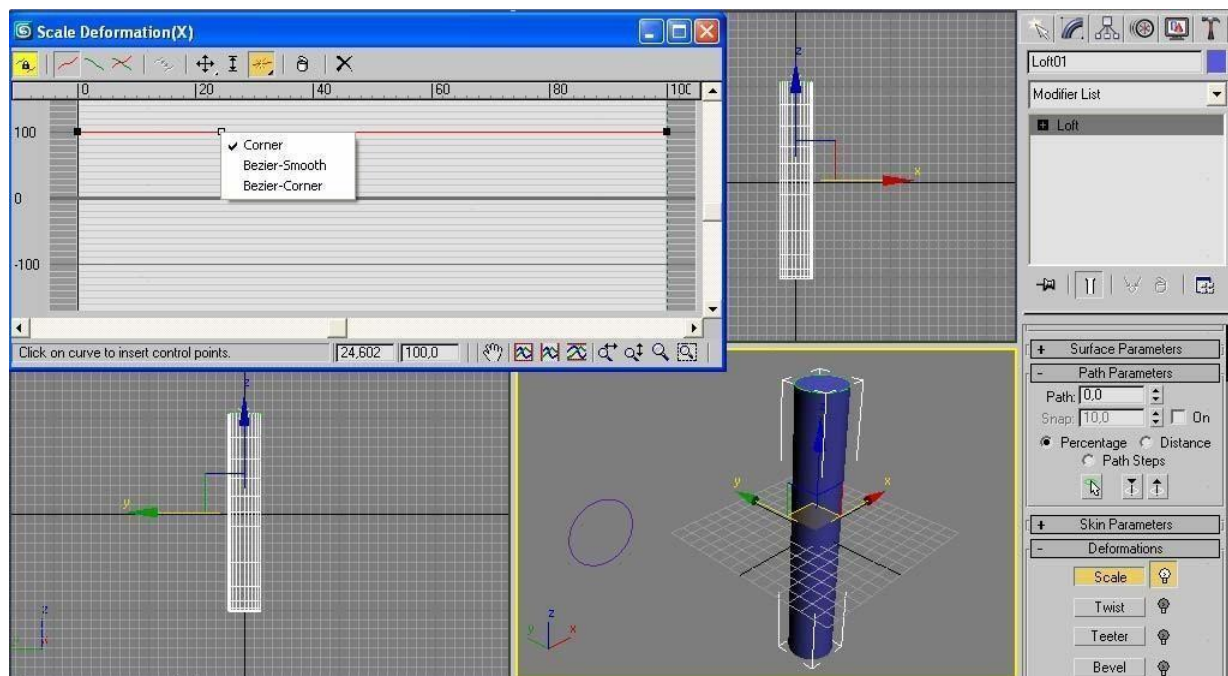 Scale Deformation(X)
0 20 40 60 80 100
100
0
-100
Corner
Bezier-Smooth
Bezier-Corner
Click on curve to insert control points. 24,602 100,0
z
x
z
y
z
x
z
y
x
z
y
x
Loft01
Modifier List
Loft
+ Surface Parameters
- Path Parameters
Path: 0,0
Snap: 10,0 On
Percentage Distance
Path Steps
+ Skin Parameters
- Deformations
Scale
Twist
Teeter
Bevel